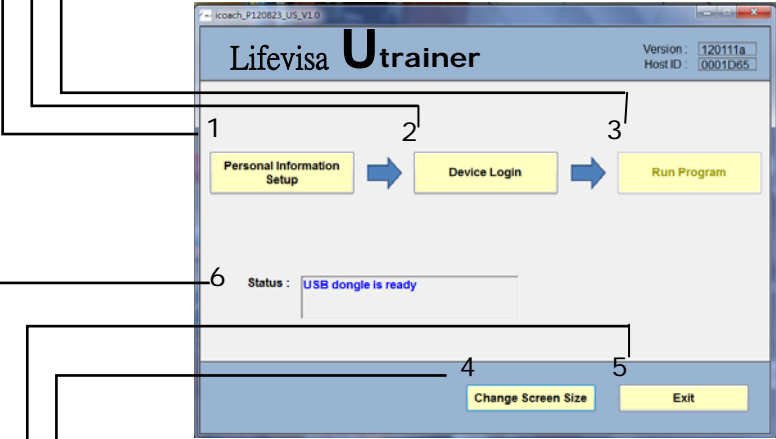 icoach_P120823_US_V1.0
Lifevisa Utrainer
Version : 120111a
Host ID : 0001D65
1
2
3
Personal Information
Setup
Device Login
Run Program
6
Status :
USB dongle is ready
4
5
Change Screen Size
Exit